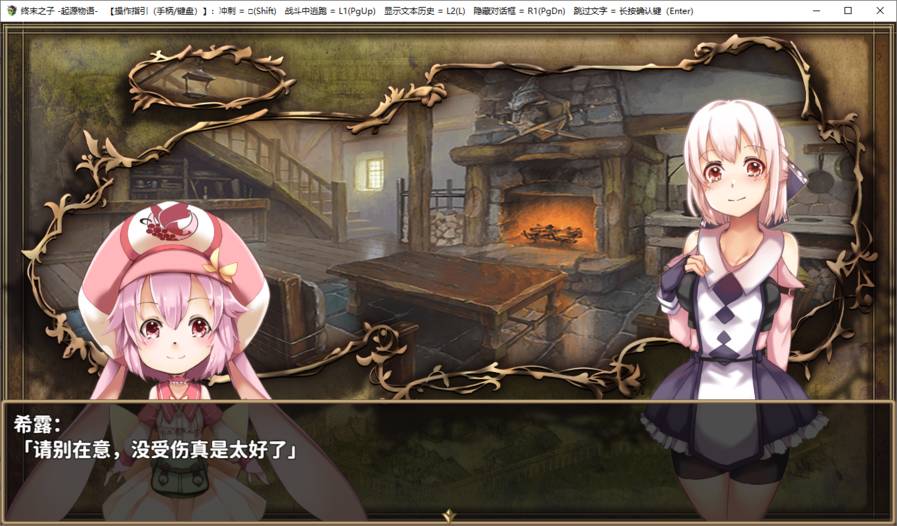 终末之子 -起源物语-　【操作指引（手柄/键盘）】：冲刺 = □(Shift)　战斗中逃跑 = L1(PgUp)　显示文本历史 = L2(L)　隐藏对话框 = R1(PgDn)　跳过文字 = 长按确认键（Enter)
希露：
「请别在意，没受伤真是太好了」